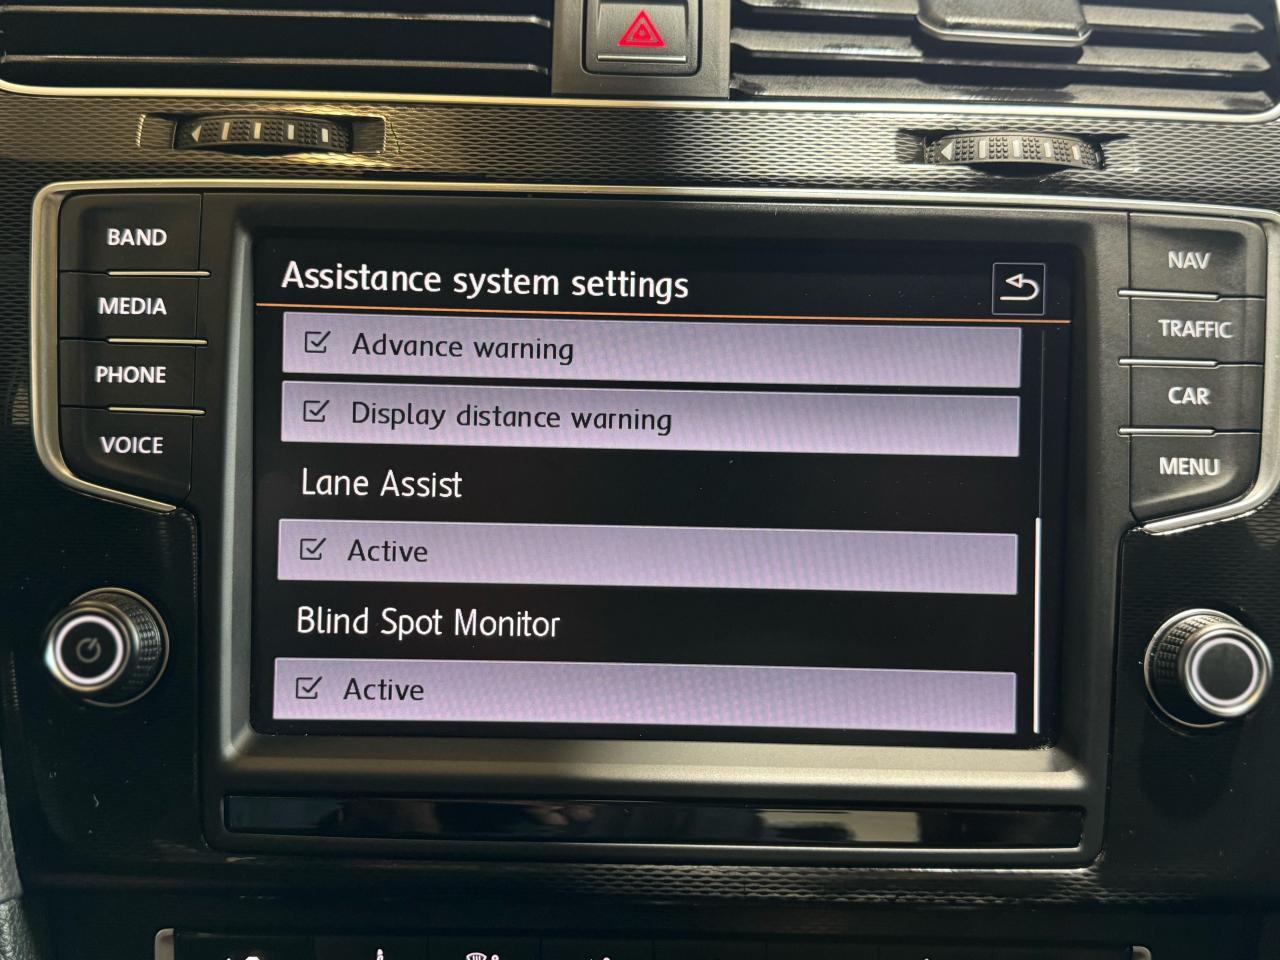 BAND
MEDIA
PHONE
VOICE
Assistance system settings
Advance warning
Display distance warning
Lane Assist
Active
Blind Spot Monitor
Active
NAV
TRAFFIC
CAR
MENU